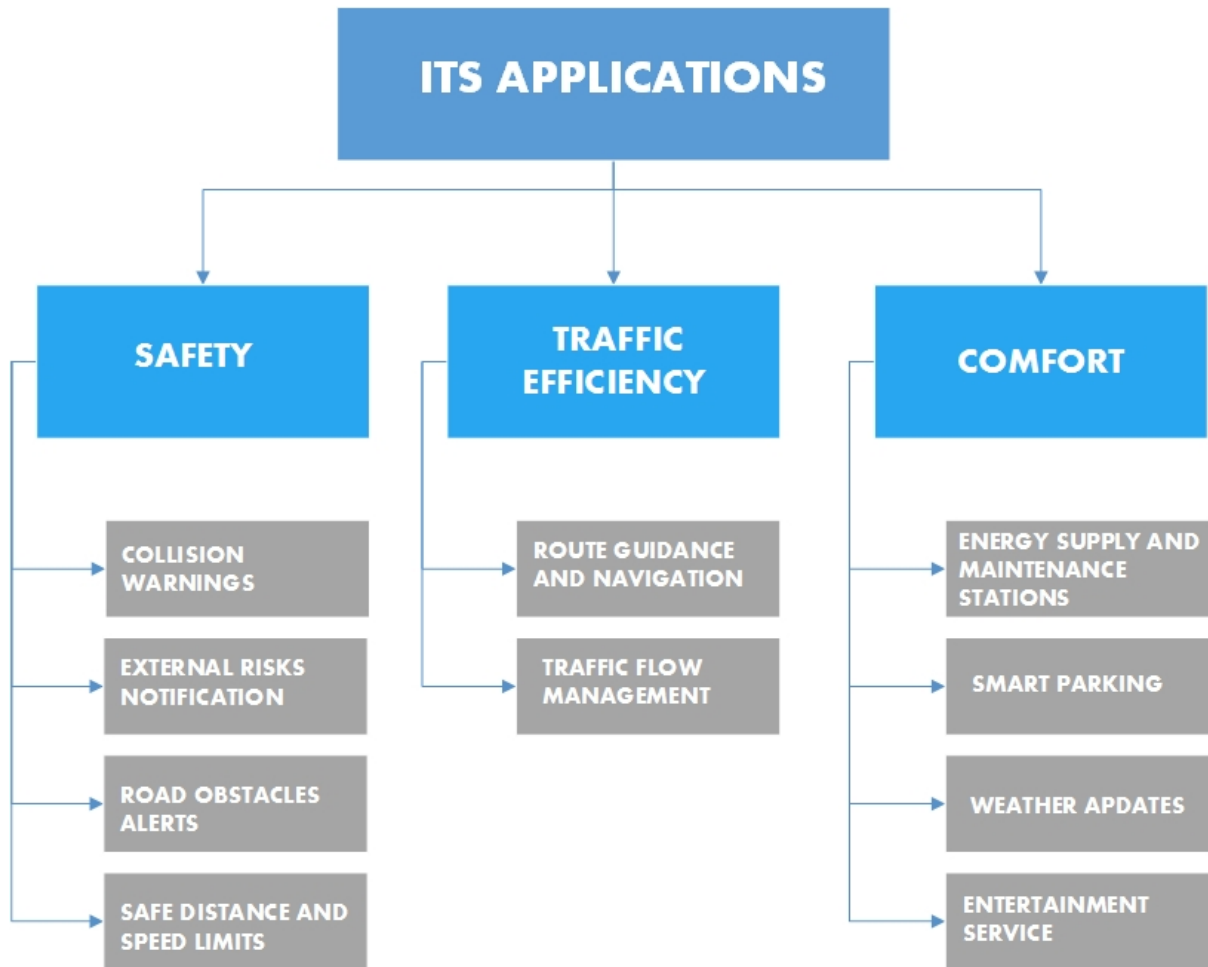 ITS APPLICATIONS
SAFETY
TRAFFIC
EFFICIENCY
COMFORT
COLLISION
WARNINGS
EXTERNAL RISKS
NOTIFICATION
ROAD OBSTACLES
ALERTS
SAFE DISTANCE AND
SPEED LIMITS
ROUTE GUIDANCE
AND NAVIGATION
TRAFFIC FLOW
MANAGEMENT
ENERGY SUPPLY AND
MAINTENANCE
STATIONS
SMART PARKING
WEATHER APDATES
ENTERTAINMENT
SERVICE